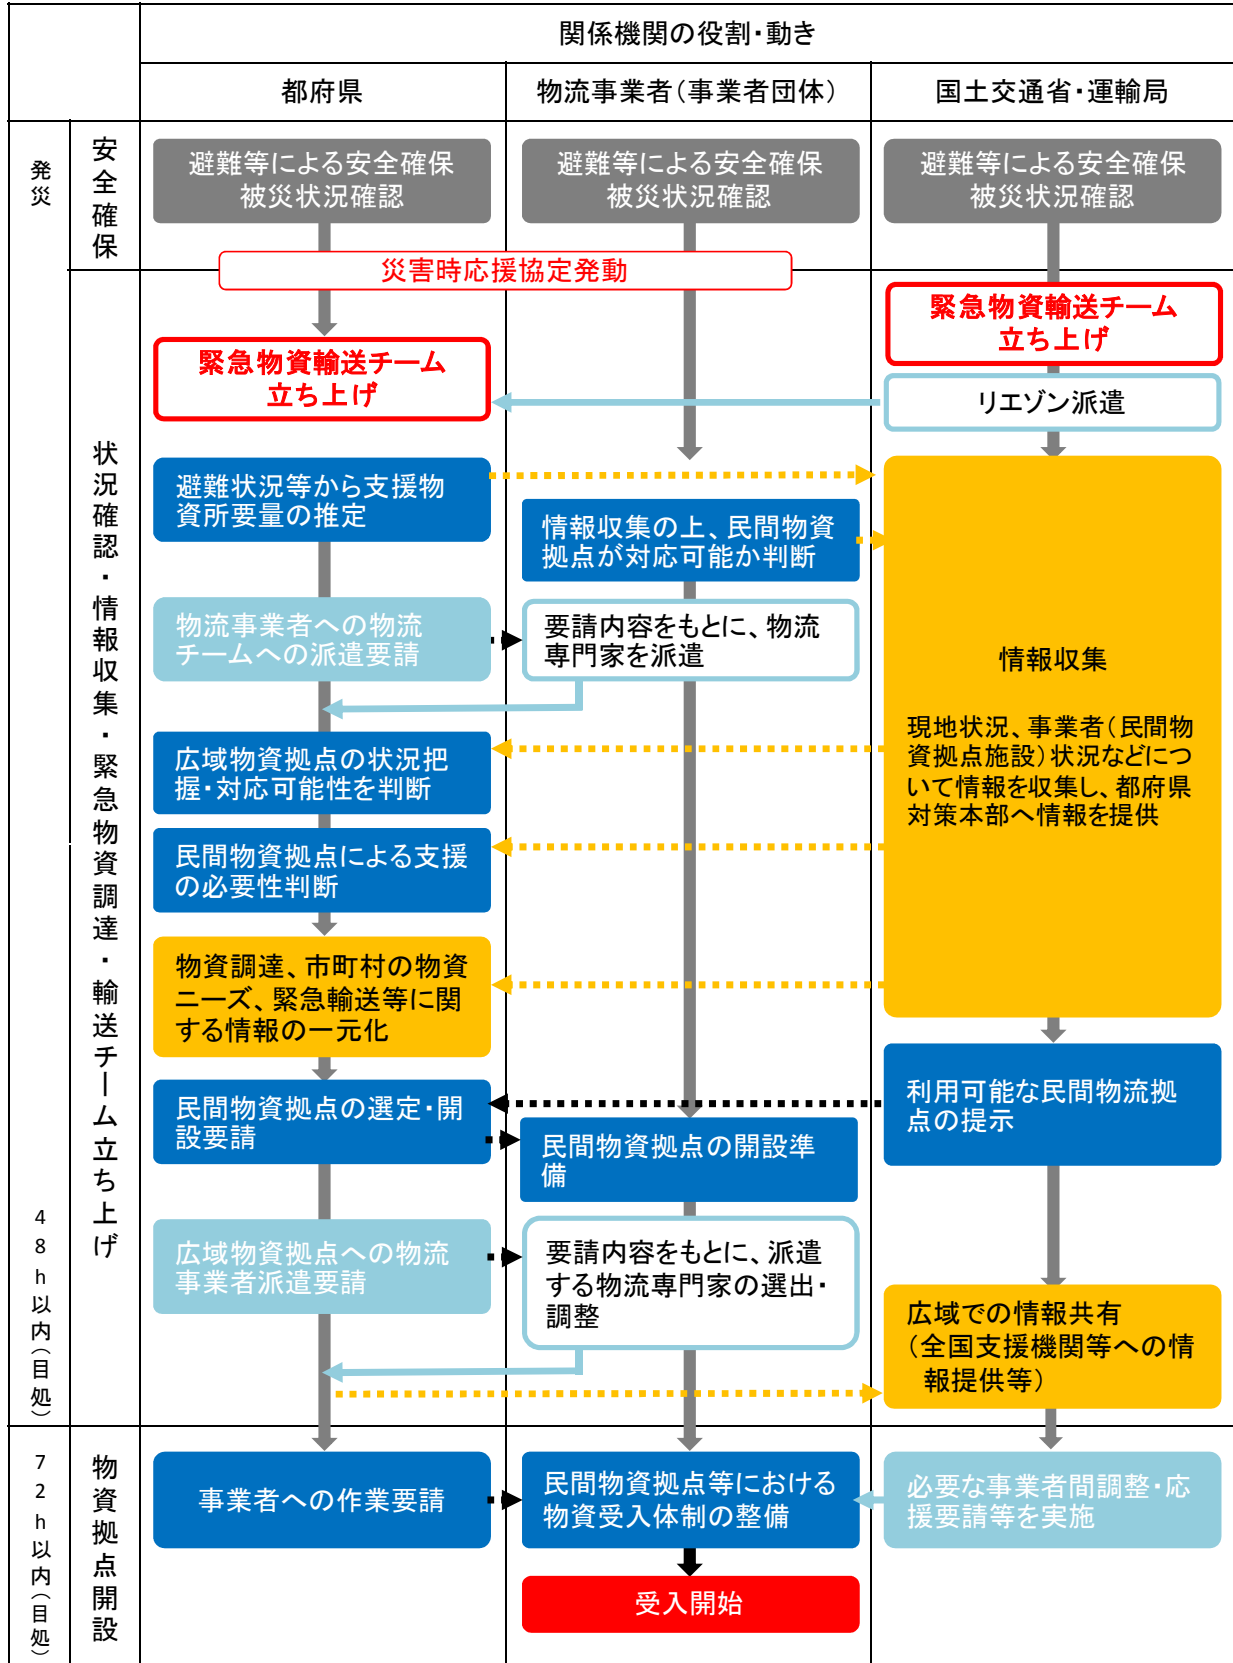 関係機関の役割・動き
都府県
物流事業者(事業者団体)
国土交通省・運輸局
発災
安全確保
避難等による安全確保
被災状況確認
避難等による安全確保
被災状況確認
避難等による安全確保
被災状況確認
災害時応援協定発動
状況確認・情報収集・緊急物資調達・輸送チーム立ち上げ
48h以内(目処)
緊急物資輸送チーム
立ち上げ
緊急物資輸送チーム
立ち上げ
リエゾン派遣
避難状況等から支援物
資所要量の推定
情報収集の上、民間物資
拠点が対応可能か判断
物流事業者への物流
チームへの派遣要請
要請内容をもとに、物流
専門家を派遣
情報収集
現地状況、事業者(民間物
資拠点施設)状況などにつ
いて情報を収集し、都府県
対策本部へ情報を提供
広域物資拠点の状況把
握・対応可能性を判断
民間物資拠点による支援
の必要性判断
物資調達、市町村の物資
ニーズ、緊急輸送等に関
する情報の一元化
民間物資拠点の選定・開
設要請
利用可能な民間物流拠
点の提示
民間物資拠点の開設準
備
広域物資拠点への物流
事業者派遣要請
要請内容をもとに、派遣
する物流専門家の選出・
調整
広域での情報共有
(全国支援機関等への情
報提供等)
72h以内(目処)
物資拠点開設
事業者への作業要請
民間物資拠点等における
物資受入体制の整備
必要な事業者間調整・応
援要請等を実施
受入開始